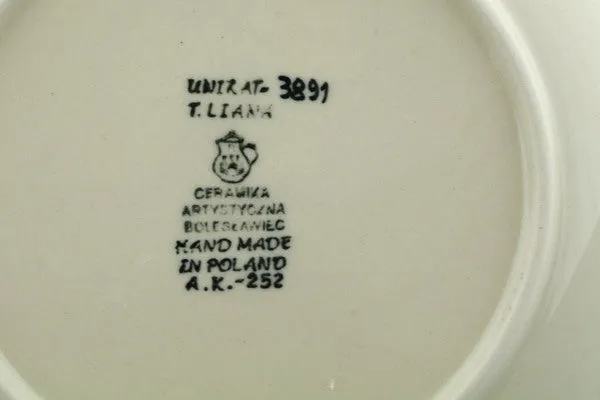 UNIKAT- 3891
T. LIANA
CERAMIKA
ARTYSTYCZNA
BOLESŁAWIEC
HAND MADE
IN POLAND
A.K.-252